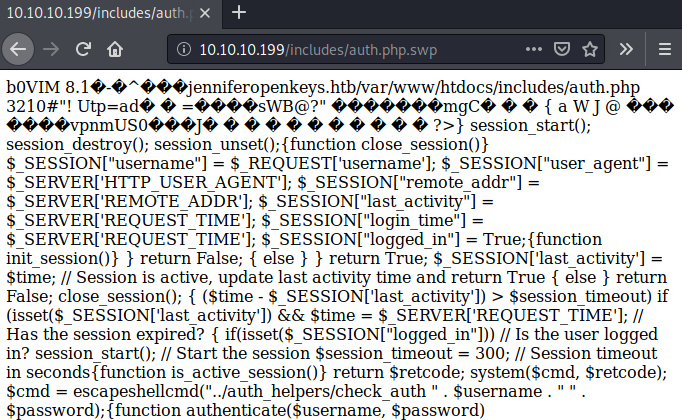 10.10.10.199/includes/auth.p
10.10.10.199/includes/auth.php.swp
b0VIM 8.1�-�^���jenniferopenkeys.htb/var/www/htdocs/includes/auth.php
3210#"! Utp=ad� � =����sWB@?" �������mgC� � � { a W J @ ���
����vpnmUS0���J� � � � � � � � � � ?>} session_start();
session_destroy(); session_unset();{function close_session()}
$_SESSION["username"] = $_REQUEST['username']; $_SESSION["user_agent"] =
$_SERVER['HTTP_USER_AGENT']; $_SESSION["remote_addr"] =
$_SERVER['REMOTE_ADDR']; $_SESSION["last_activity"] =
$_SERVER['REQUEST_TIME']; $_SESSION["login_time"] =
$_SERVER['REQUEST_TIME']; $_SESSION["logged_in"] = True;{function
init_session()} } return False; { else } } return True; $_SESSION['last_activity'] =
$time; // Session is active, update last activity time and return True { else } return
False; close_session(); { ($time - $_SESSION['last_activity']) > $session_timeout) if
(isset($_SESSION['last_activity']) && $time = $_SERVER['REQUEST_TIME']; //
Has the session expired? { if(isset($_SESSION["logged_in"])) // Is the user logged
in? session_start(); // Start the session $session_timeout = 300; // Session timeout
in seconds{function is_active_session()} return $retcode; system($cmd, $retcode);
$cmd = escapeshellcmd("../auth_helpers/check_auth " . $username . " " .
$password);{function authenticate($username, $password)